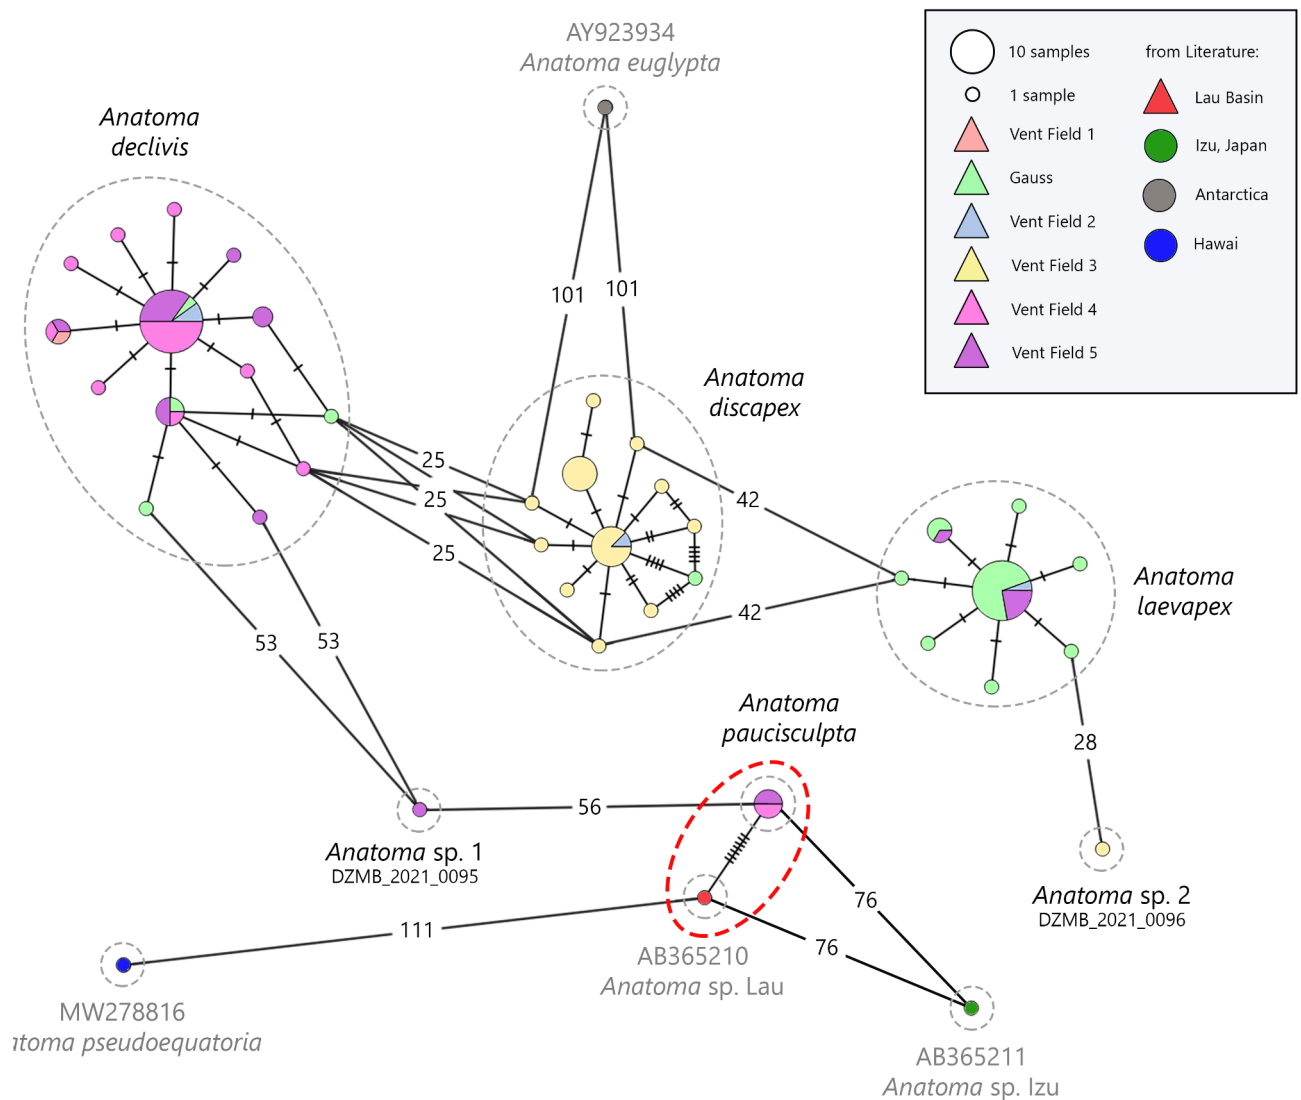 AY923934
Anatoma euglypta
Anatoma
declivis
10 samples
1 sample
Vent Field 1
Gauss
Vent Field 2
Vent Field 3
Vent Field 4
Vent Field 5
from Literature:
Lau Basin
Izu, Japan
Antarctica
Hawai
101
101
Anatoma
discapex
25
25
25
42
42
Anatoma
laevapex
53
53
28
Anatoma
paucisculpta
56
Anatoma sp. 1
DZMB_2021_0095
76
76
111
Anatoma sp. 2
DZMB_2021_0096
AB365210
Anatoma sp. Lau
MW278816
atoma pseudoequatoria
AB365211
Anatoma sp. Izu